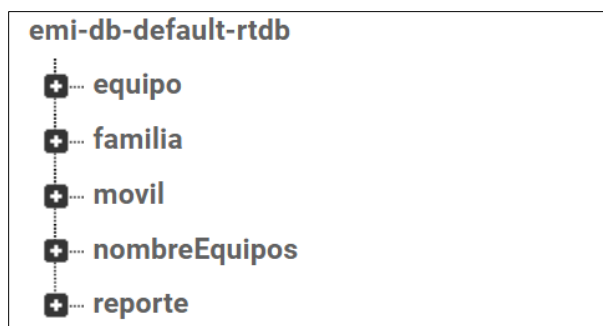 emi-db-default-rtdb
equipo
familia
movil
nombreEquipos
reporte